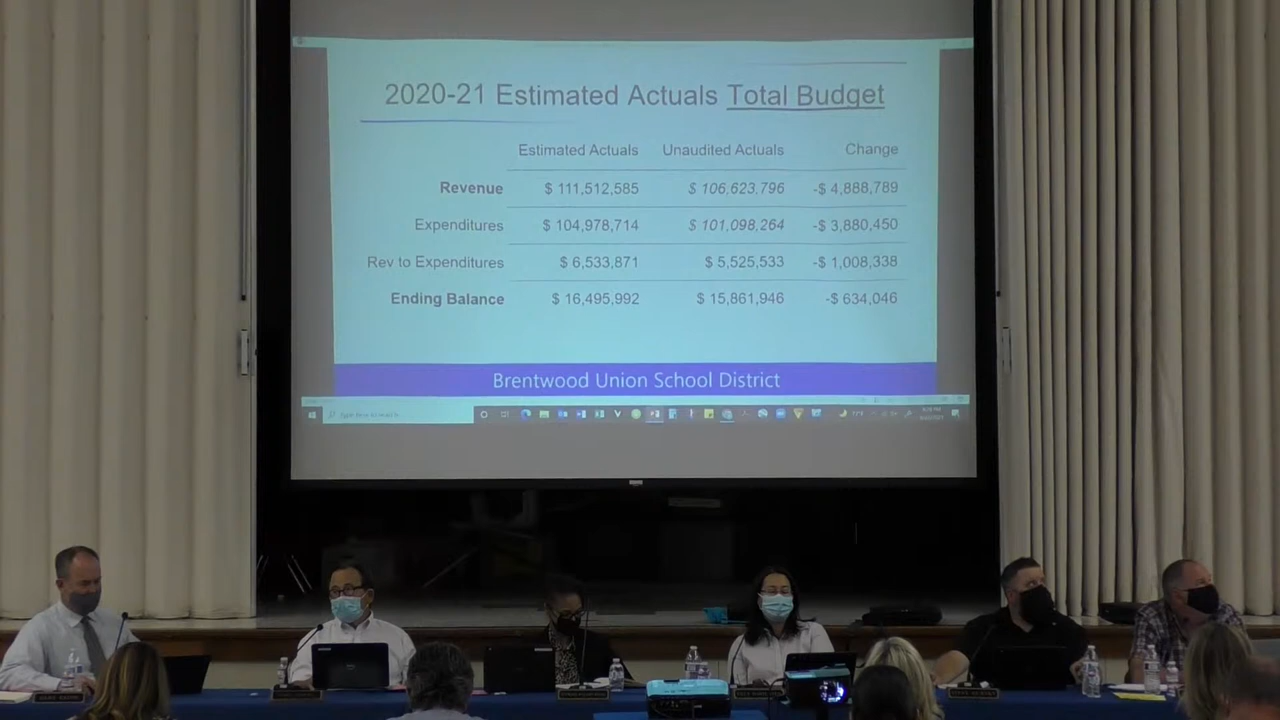 2020-21 Estimated Actuals Total Budget
Estimated Actuals Unaudited Actuals Change
Revenue $ 111,512,585 $ 106,623,796 -$ 4,888,789
Expenditures $ 104,978,714 $ 101,098,264 -$ 3,880,450
Rev to Expenditures $ 6,533,871 $ 5,525,533 -$ 1,008,338
Ending Balance $ 16,495,992 $ 15,861,946 -$ 634,046
Brentwood Union School District